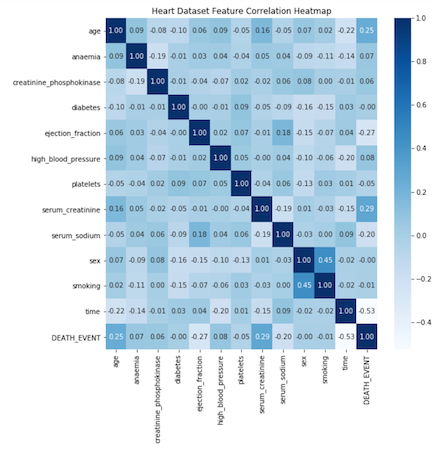 Heart Dataset Feature Correlation Heatmap
age 1.00 0.09 -0.08 -0.10 0.06 0.09 -0.05 0.16 -0.05 0.07 0.02 -0.22 0.25
anaemia 0.09 1.00 -0.19 -0.01 0.03 0.04 -0.04 0.05 0.04 -0.09 -0.11 -0.14 0.07
creatinine_phosphokinase -0.08 -0.19 1.00 -0.01 -0.04 -0.07 0.02 -0.02 0.06 0.08 0.00 -0.01 0.06
diabetes -0.10 -0.01 -0.01 1.00 -0.00 -0.01 0.09 -0.05 -0.09 -0.16 -0.15 0.03 -0.00
ejection_fraction 0.06 0.03 -0.04 -0.00 1.00 0.02 0.07 -0.01 0.18 -0.15 -0.07 0.04 -0.27
high_blood_pressure 0.09 0.04 -0.07 -0.01 0.02 1.00 0.05 -0.00 0.04 -0.10 -0.06 -0.20 0.08
platelets -0.05 -0.04 0.02 0.09 0.07 0.05 1.00 -0.04 0.06 -0.13 0.03 0.01 -0.05
serum_creatinine 0.16 0.05 -0.02 -0.05 -0.01 -0.00 -0.04 1.00 -0.19 0.01 -0.03 -0.15 0.29
serum_sodium -0.05 0.04 0.06 -0.09 0.18 0.04 0.06 -0.19 1.00 -0.03 0.00 0.09 -0.20
sex 0.07 -0.09 0.08 -0.16 -0.15 -0.10 -0.13 0.01 -0.03 1.00 0.45 -0.02 -0.00
smoking 0.02 -0.11 0.00 -0.15 -0.07 -0.06 0.03 -0.03 0.00 0.45 1.00 -0.02 -0.01
time -0.22 -0.14 -0.01 0.03 0.04 -0.20 0.01 -0.15 0.09 -0.02 -0.02 1.00 -0.53
DEATH_EVENT 0.25 0.07 0.06 -0.00 -0.27 0.08 -0.05 0.29 -0.20 -0.00 -0.01 -0.53 1.00
age
anaemia
creatinine_phosphokinase
diabetes
ejection_fraction
high_blood_pressure
platelets
serum_creatinine
serum_sodium
sex
smoking
time
DEATH_EVENT
1.0
0.8
0.6
0.4
0.2
0.0
-0.2
-0.4